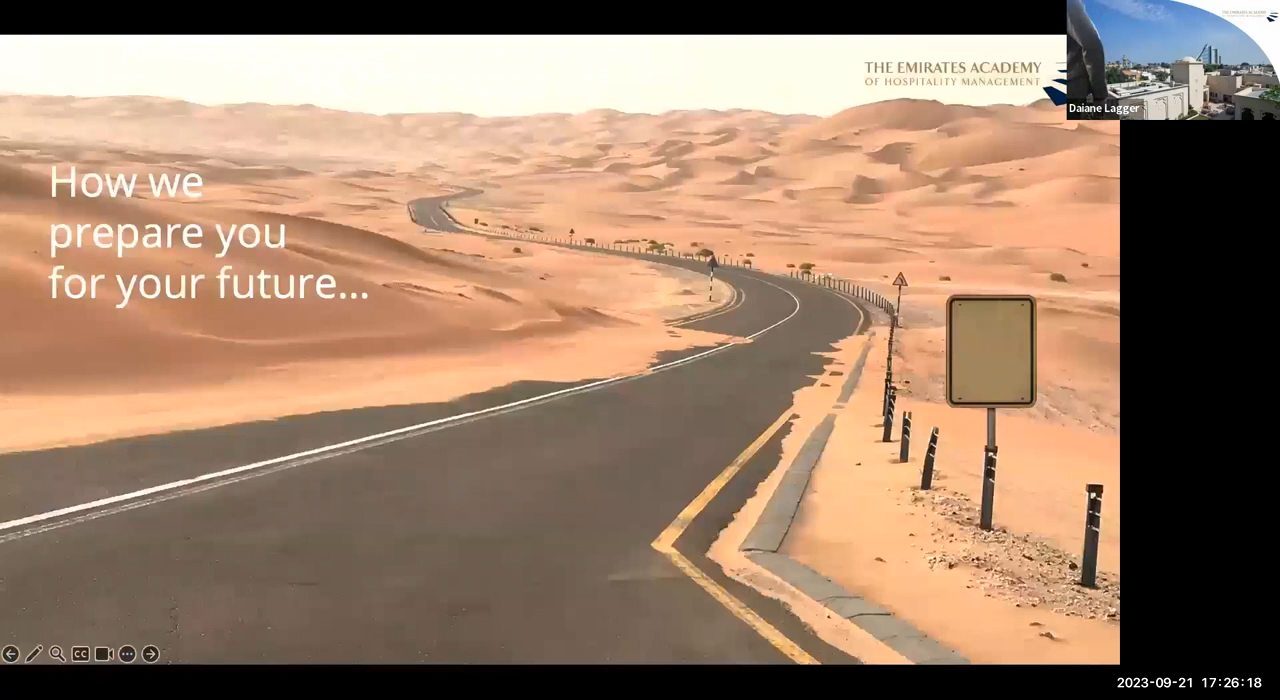 THE EMIRATES ACADEMY
OF HOSPITALITY MANAGEMENT
Daiane Lagger
How we
prepare you
for your future...
CC
2023-09-21 17:26:18